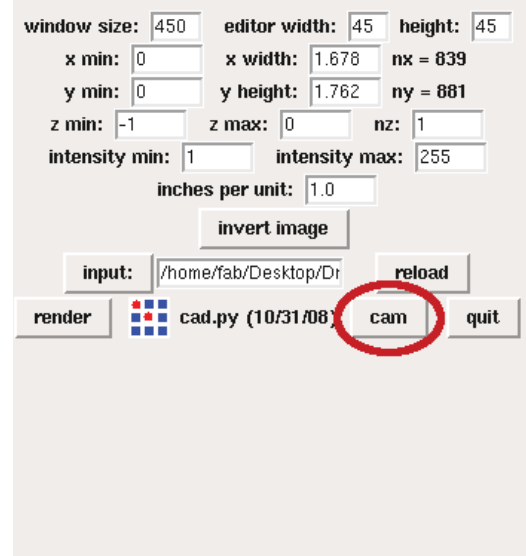 window size: 450 editor width: 45 height: 45
x min: 0 x width: 1.678 nx = 839
y min: 0 y height: 1.762 ny = 881
z min: -1 z max: 0 nz: 1
intensity min: 1 intensity max: 255
inches per unit: 1.0
invert image
input: /home/fab/Desktop/Dr reload
render cad.py (10/31/08) cam quit